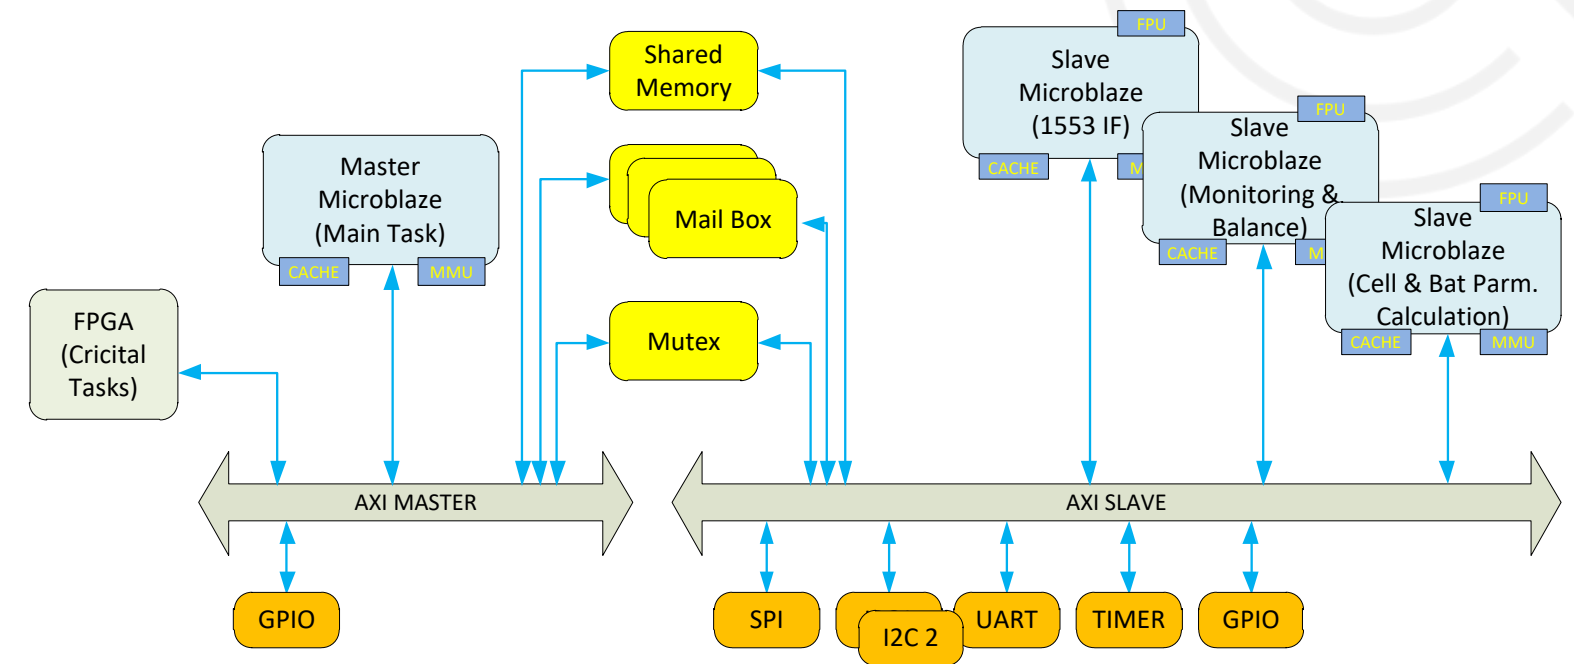 FPU
Shared
Memory
Slave
Microblaze
(1553 IF)
CACHE
M
FPU
Slave
Microblaze
(Monitoring &
Balance)
CACHE
M
FPU
Slave
Microblaze
(Cell & Bat Parm.
Calculation)
CACHE
MMU
Master
Microblaze
(Main Task)
CACHE
MMU
Mail Box
FPGA
(Cricital
Tasks)
Mutex
AXI MASTER
AXI SLAVE
GPIO
SPI
I2C 2
UART
TIMER
GPIO